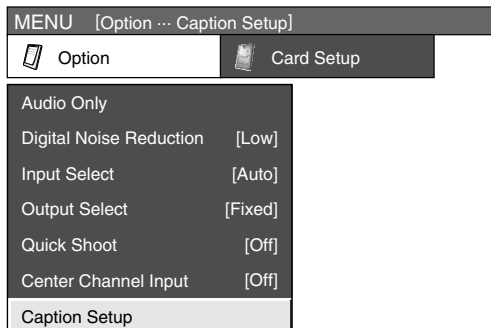 MENU [Option ··· Caption Setup]
Option Card Setup
Audio Only
Digital Noise Reduction [Low]
Input Select [Auto]
Output Select [Fixed]
Quick Shoot [Off]
Center Channel Input [Off]
Caption Setup